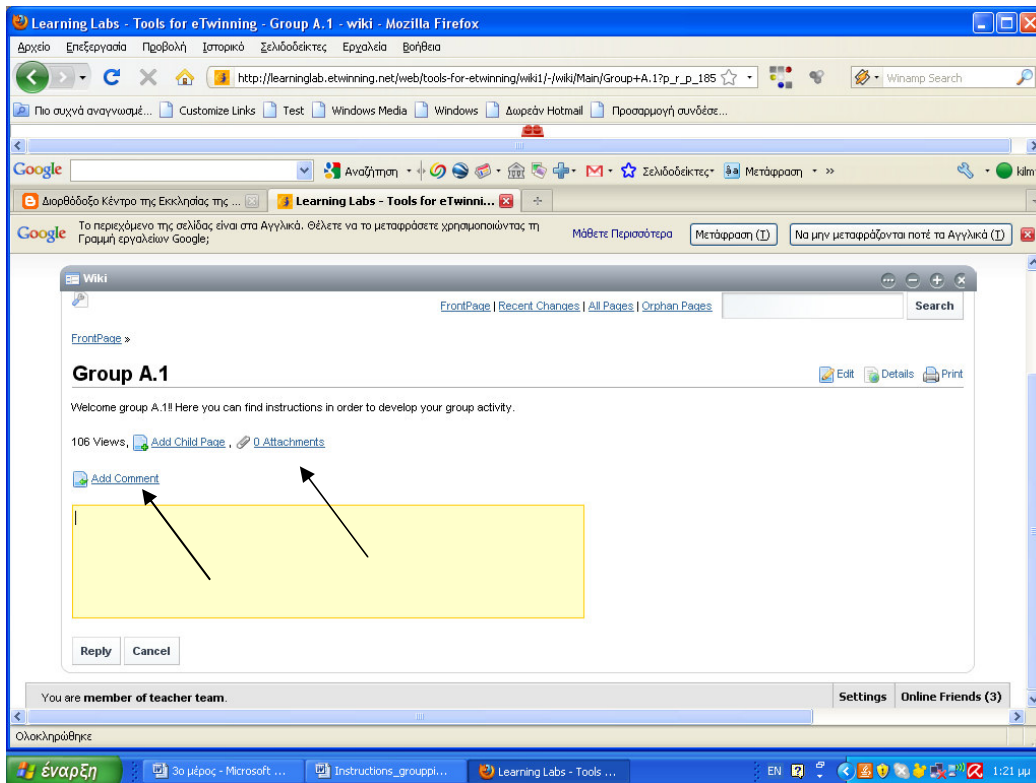 Learning Labs - Tools for eTwinning - Group A.1 - wiki - Mozilla Firefox
Αρχείο Επεξεργασία Προβολή Ιστορικό Σελιδοδείκτες Εργαλεία Βοήθεια
http://learninglab.etwinning.net/web/tools-for-etwinning/wiki1/-/wiki/Main/Group+A.1?p_r_p_185 Winamp Search
Πιο συχνά αναγνωσμέ... Customize Links Test Windows Media Windows Δωρεάν Hotmail Προσαρμογή συνδέσε...
Google Αναζήτηση Σελιδοδείκτες Μετάφραση » kilm
Διορθόδοξο Κέντρο της Εκκλησίας της ... Learning Labs - Tools for eTwinni...
Google Το περιεχόμενο της σελίδας είναι στα Αγγλικά. Θέλετε να το μεταφράσετε χρησιμοποιώντας τη Γραμμή εργαλείων Google; Μάθετε Περισσότερα Μετάφραση (T) Να μην μεταφράζονται ποτέ τα Αγγλικά (T)
Wiki
FrontPage | Recent Changes | All Pages | Orphan Pages Search
FrontPage »
Group A.1 Edit Details Print
Welcome group A.1!! Here you can find instructions in order to develop your group activity.
106 Views, Add Child Page , 0 Attachments
Add Comment
Reply Cancel
You are member of teacher team. Settings Online Friends (3)
Ολοκληρώθηκε
έναρξη 3ο μέρος - Microsoft ... Instructions_grouppi... Learning Labs - Tools ... EN 1:21 μμ